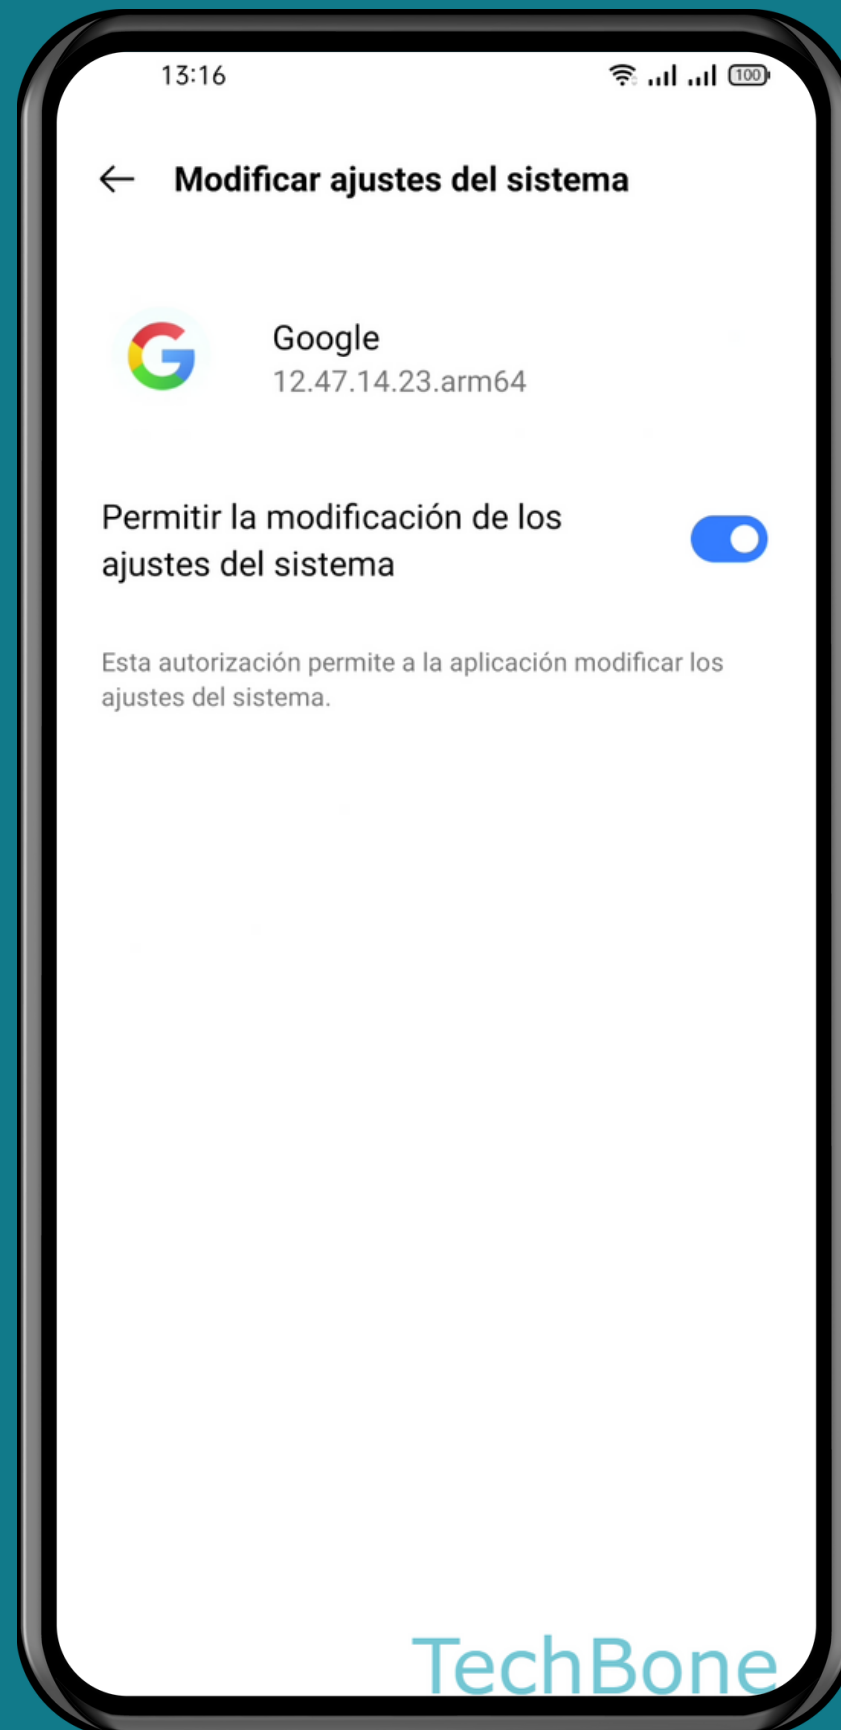 13:16
100
Modificar ajustes del sistema
Google
12.47.14.23.arm64
Permitir la modificación de los
ajustes del sistema
Esta autorización permite a la aplicación modificar los
ajustes del sistema.
TechBone